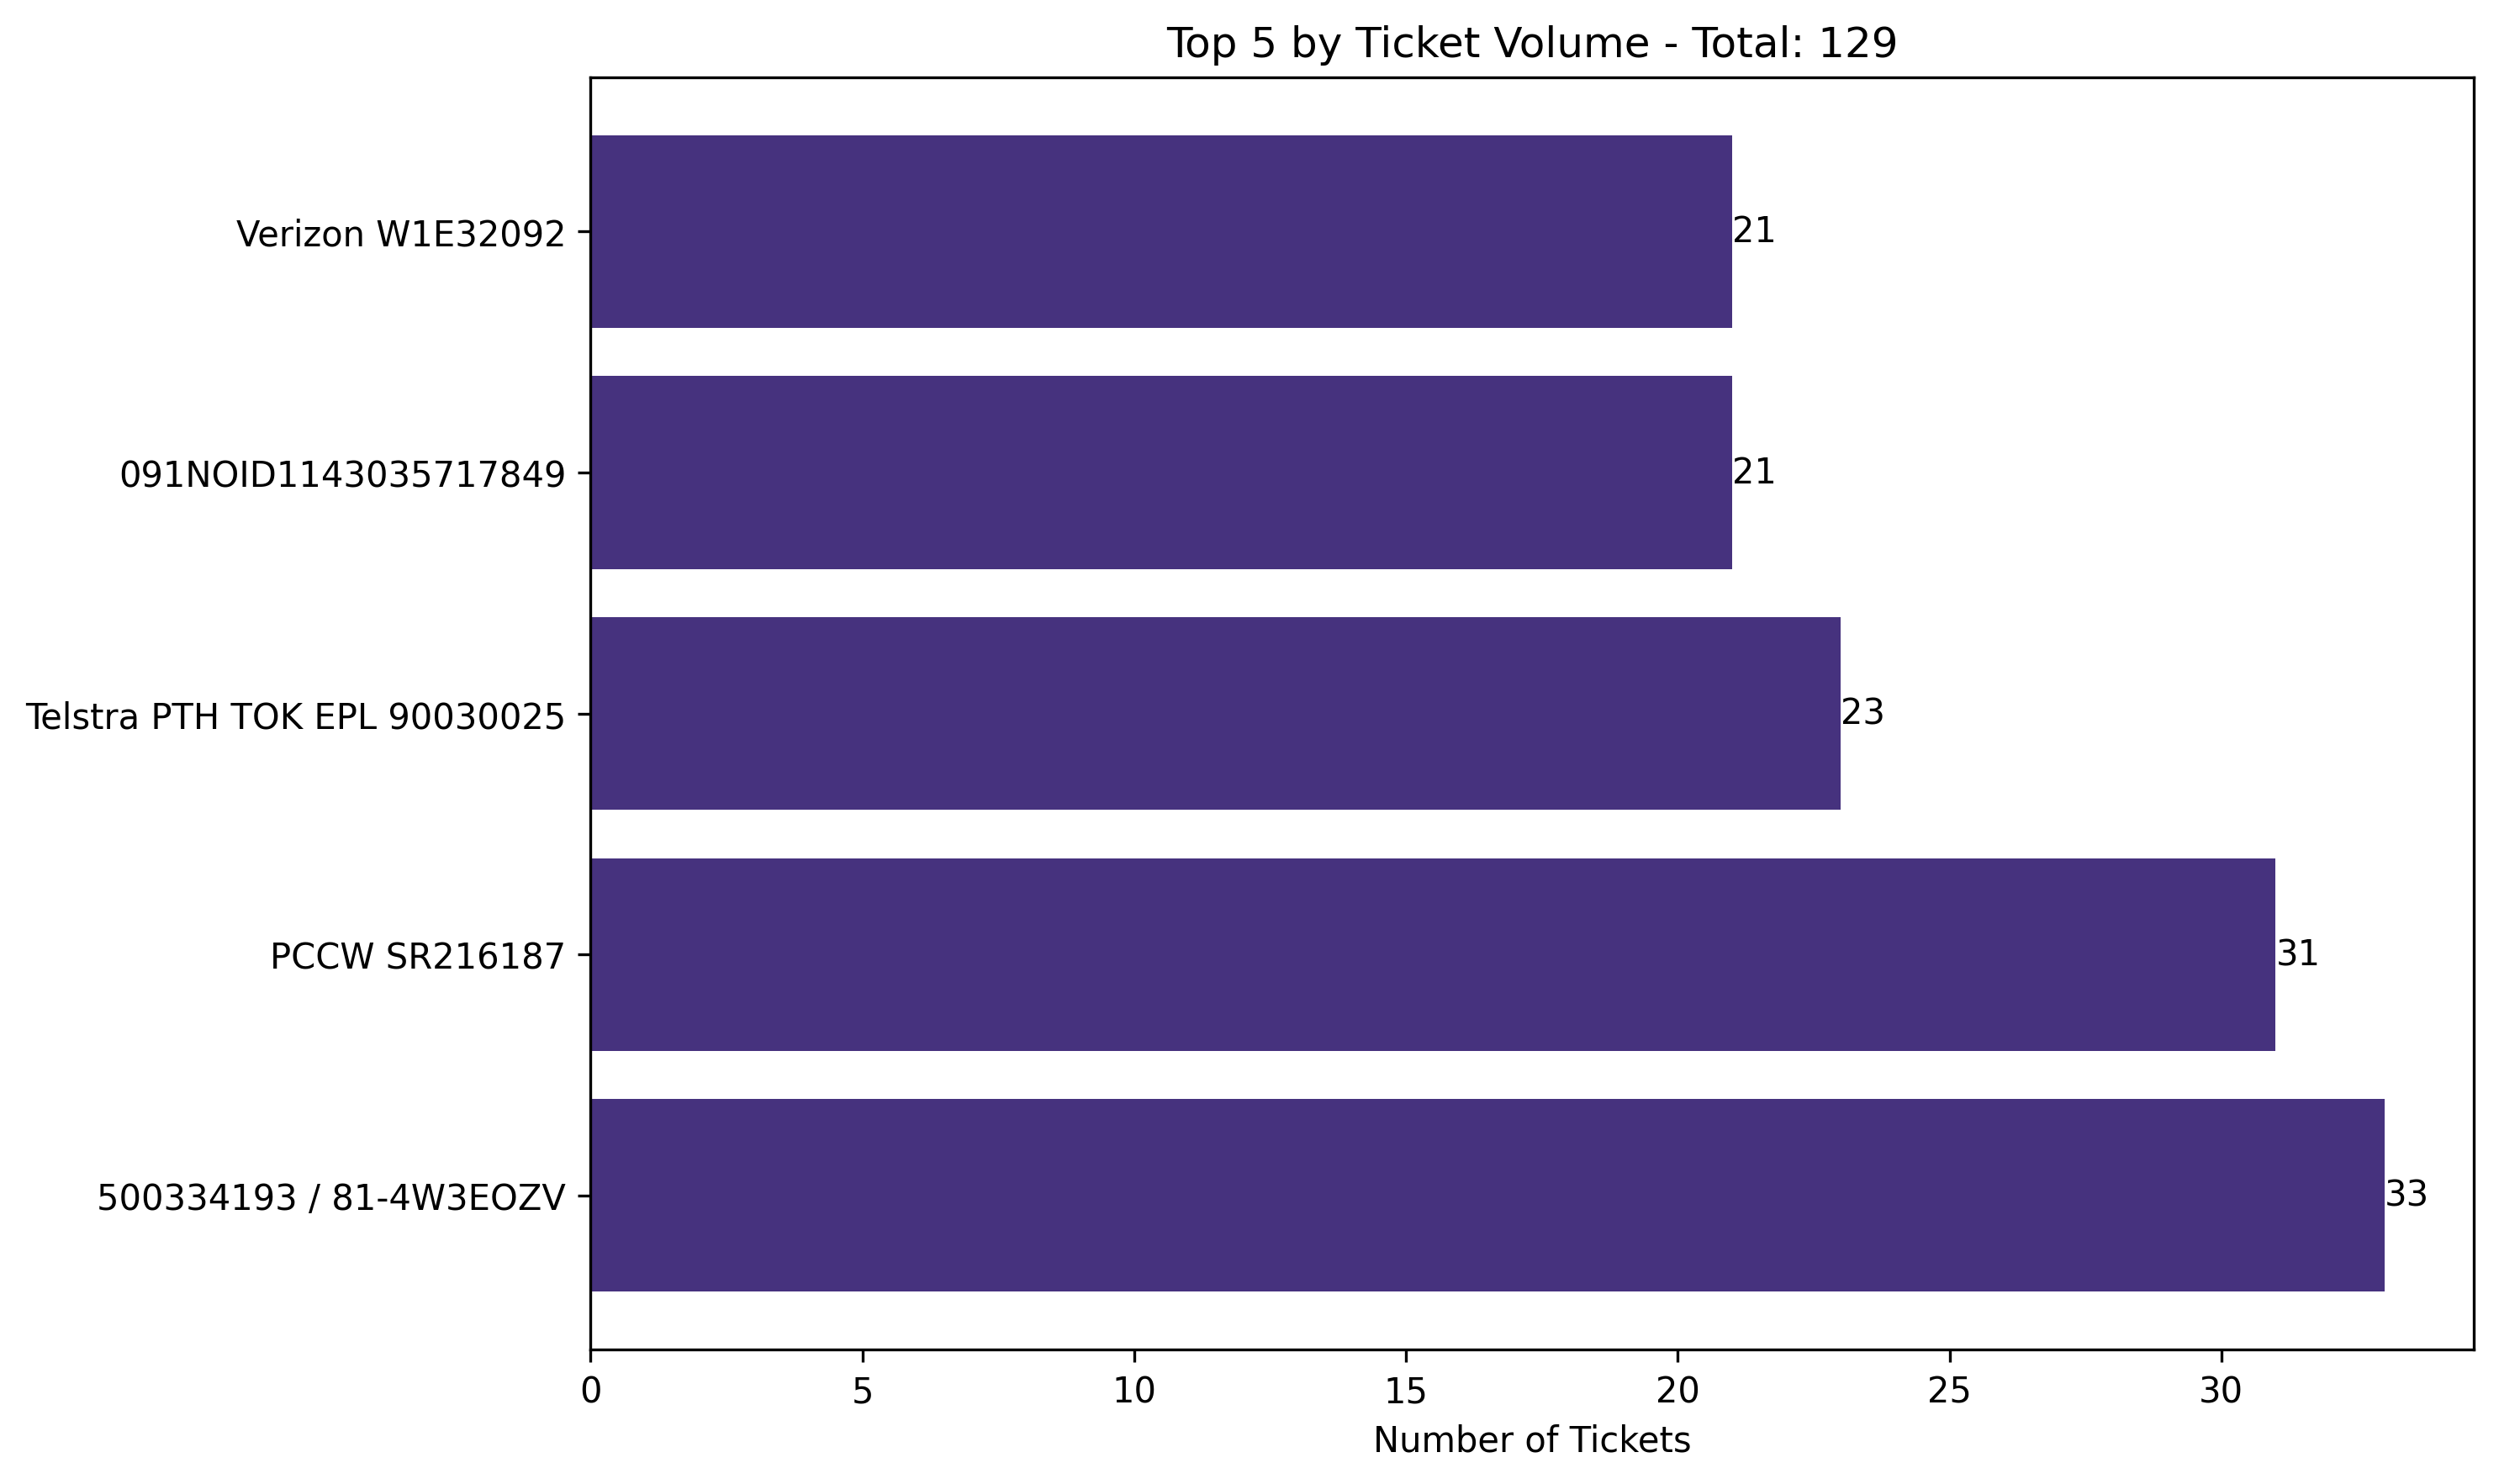 Top 5 by Ticket Volume - Total: 129
Verizon W1E32092
21
091NOID1143035717849
21
Telstra PTH TOK EPL 90030025
23
PCCW SR216187
31
500334193 / 81-4W3EOZV
33
0 5 10 15 20 25 30
Number of Tickets